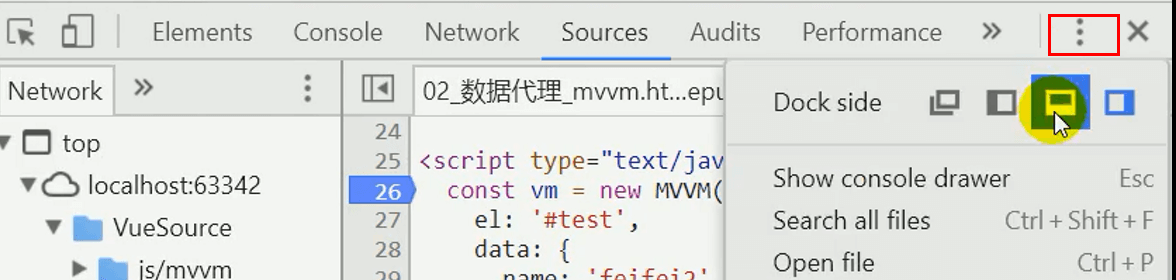 Elements Console Network Sources Audits Performance »
Network »
02_数据代理_mvvm.ht...epu
Dock side
top
localhost:63342
VueSource
js/mvvm
24
25 <script type="text/jav
26 const vm = new MVVM(
27 el: '#test',
28 data: {
29 name: 'feifei2'
Show console drawer Esc
Search all files Ctrl + Shift + F
Open file Ctrl + P